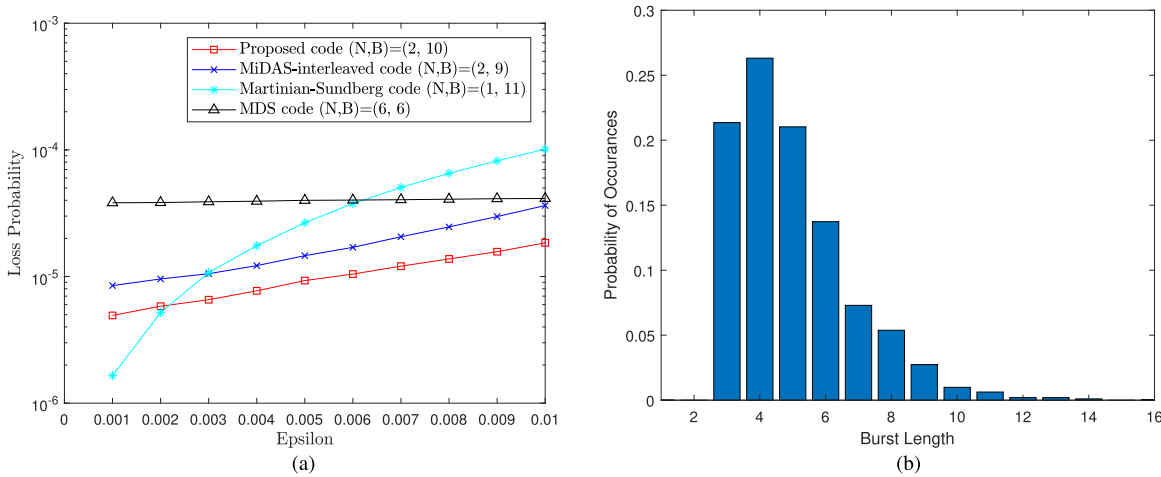 10^-3
10^-4
10^-5
10^-6
Loss Probability
Proposed code (N,B)=(2, 10)
MiDAS-interleaved code (N,B)=(2, 9)
Martinian-Sundberg code (N,B)=(1, 11)
MDS code (N,B)=(6, 6)
0 0.001 0.002 0.003 0.004 0.005 0.006 0.007 0.008 0.009 0.01
Epsilon
(a)
0.3
0.25
0.2
0.15
0.1
0.05
0
Probability of Occurances
2 4 6 8 10 12 14 16
Burst Length
(b)